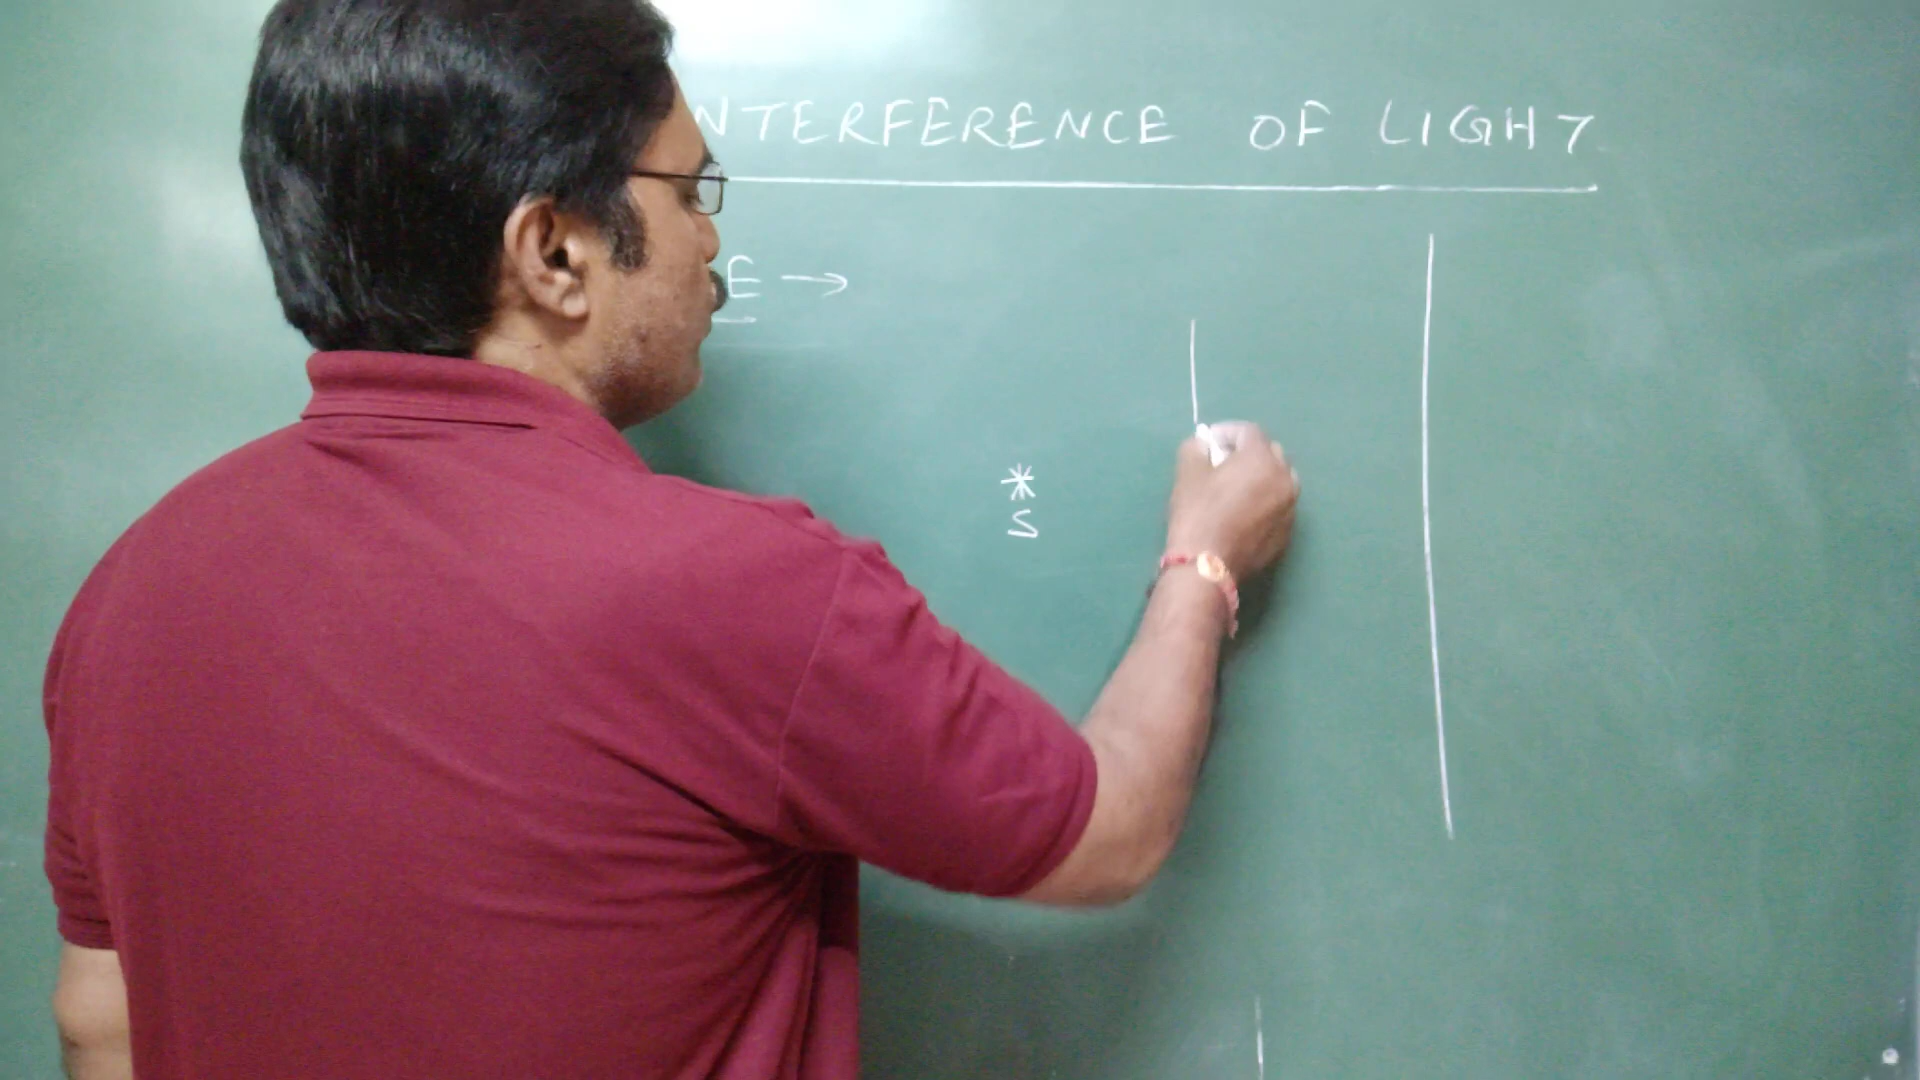 NTERFERENCE OF LIGHT
E →
*
S